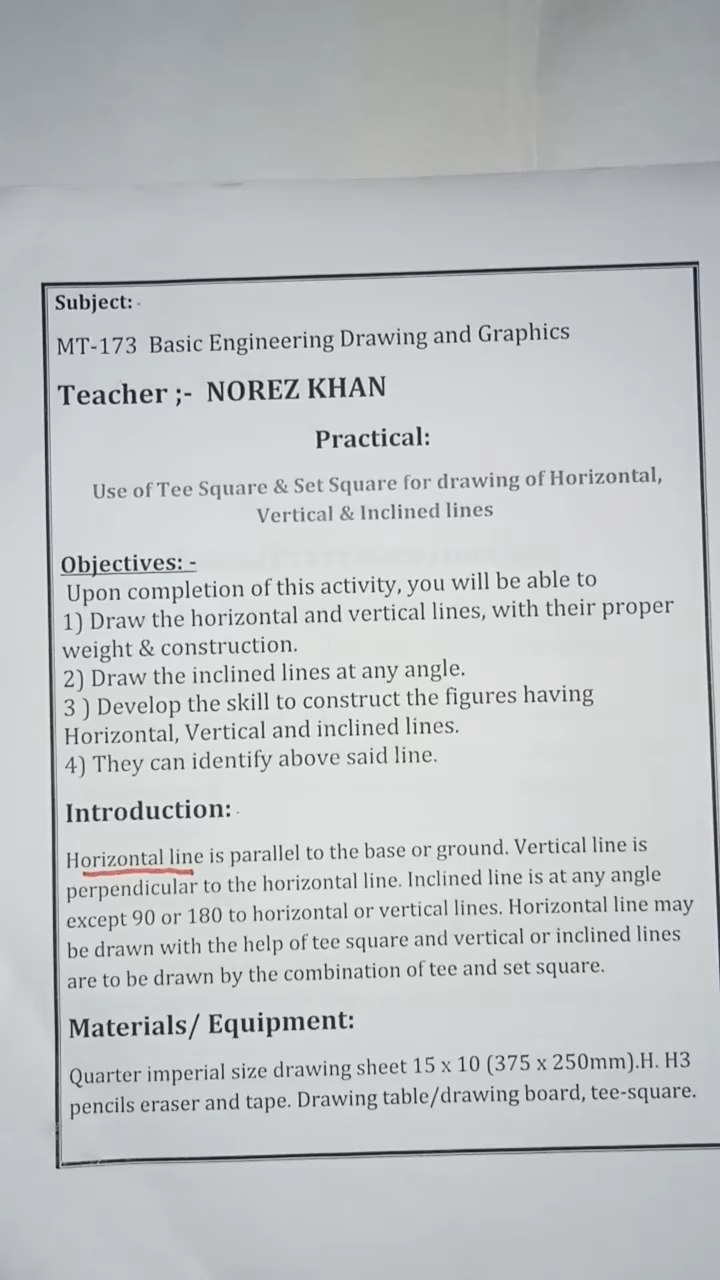 Subject: -
MT-173 Basic Engineering Drawing and Graphics
Teacher ;- NOREZ KHAN
Practical:
Use of Tee Square & Set Square for drawing of Horizontal,
Vertical & Inclined lines
Objectives: -
Upon completion of this activity, you will be able to
1) Draw the horizontal and vertical lines, with their proper
weight & construction.
2) Draw the inclined lines at any angle.
3 ) Develop the skill to construct the figures having
Horizontal, Vertical and inclined lines.
4) They can identify above said line.
Introduction: -
Horizontal line is parallel to the base or ground. Vertical line is
perpendicular to the horizontal line. Inclined line is at any angle
except 90 or 180 to horizontal or vertical lines. Horizontal line may
be drawn with the help of tee square and vertical or inclined lines
are to be drawn by the combination of tee and set square.
Materials/ Equipment:
Quarter imperial size drawing sheet 15 x 10 (375 x 250mm).H. H3
pencils eraser and tape. Drawing table/drawing board, tee-square.